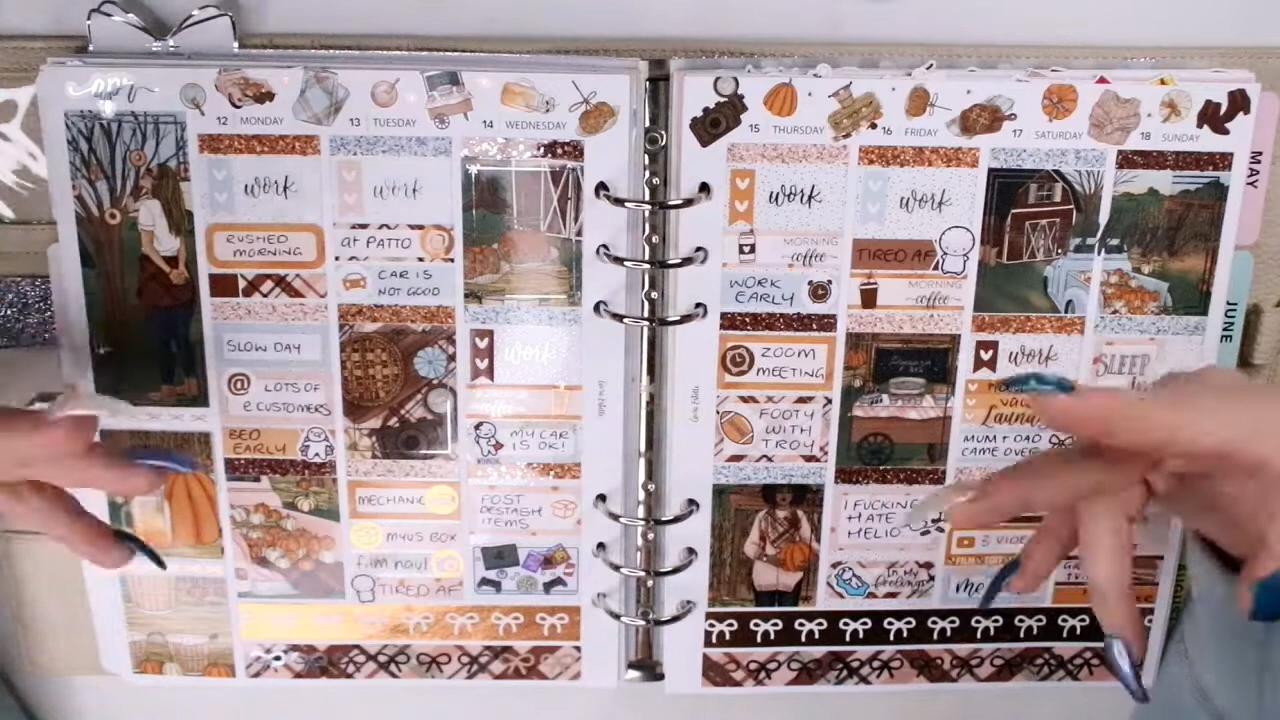 apr
12 MONDAY
13 TUESDAY
14 WEDNESDAY
work
RUSHED
MORNING
SLOW DAY
@ LOTS OF
e CUSTOMERS
BED
EARLY
work
at PATTO
CAR IS
NOT GOOD
MECHANIC
MYUS BOX
film haul
TIRED AF
work
coffee
MY CAR
IS OK!
POST
DESTASH
ITEMS
15 THURSDAY
16 FRIDAY
17 SATURDAY
18 SUNDAY
work
MORNING
coffee
WORK
EARLY
ZOOM
MEETING
FOOTY
WITH
TROY
work
TIRED AF
MORNING
coffee
I FUCKING
HATE
HELIO
In My
feelings
work
MUM + DAD
CAME OVER
SLEEP
MAY
JUNE